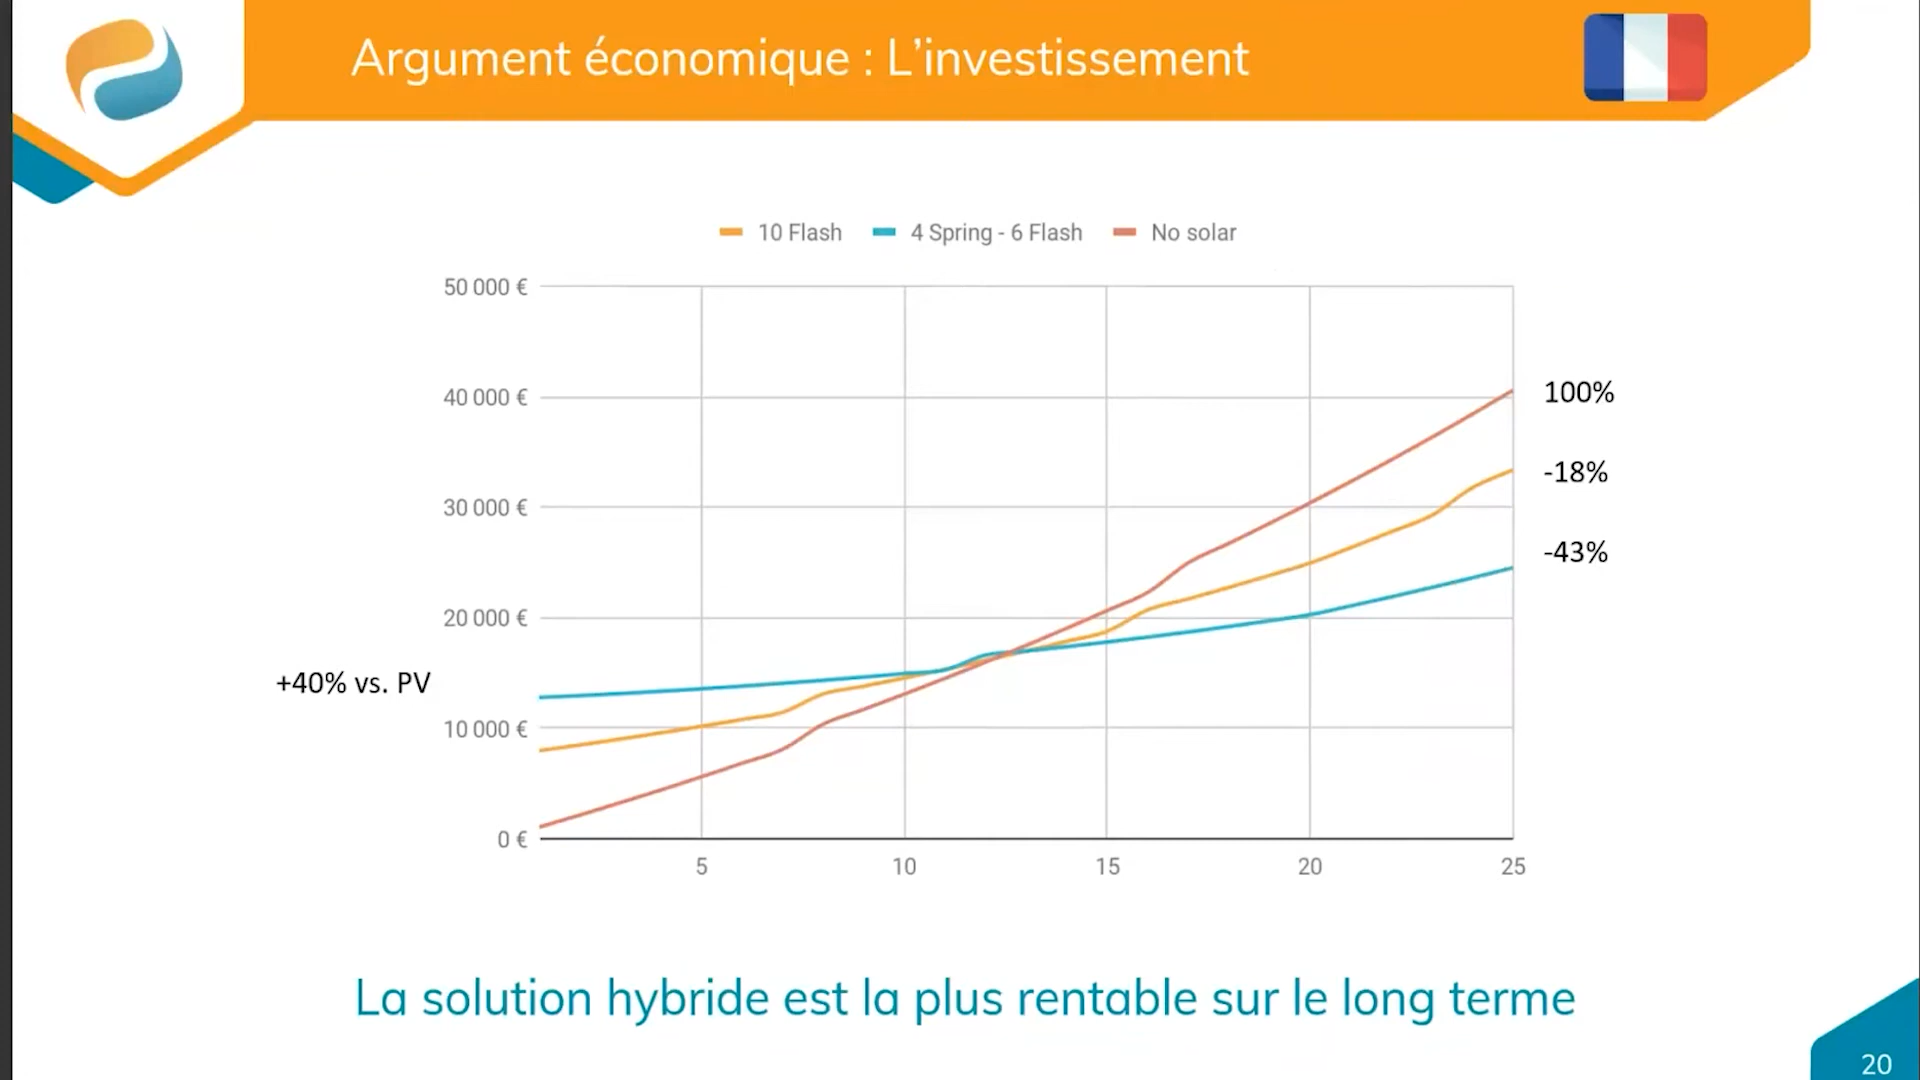 Argument économique : L’investissement
10 Flash
4 Spring - 6 Flash
No solar
50 000 €
40 000 €
30 000 €
20 000 €
10 000 €
0 €
5
10
15
20
25
100%
-18%
-43%
+40% vs. PV
La solution hybride est la plus rentable sur le long terme
20